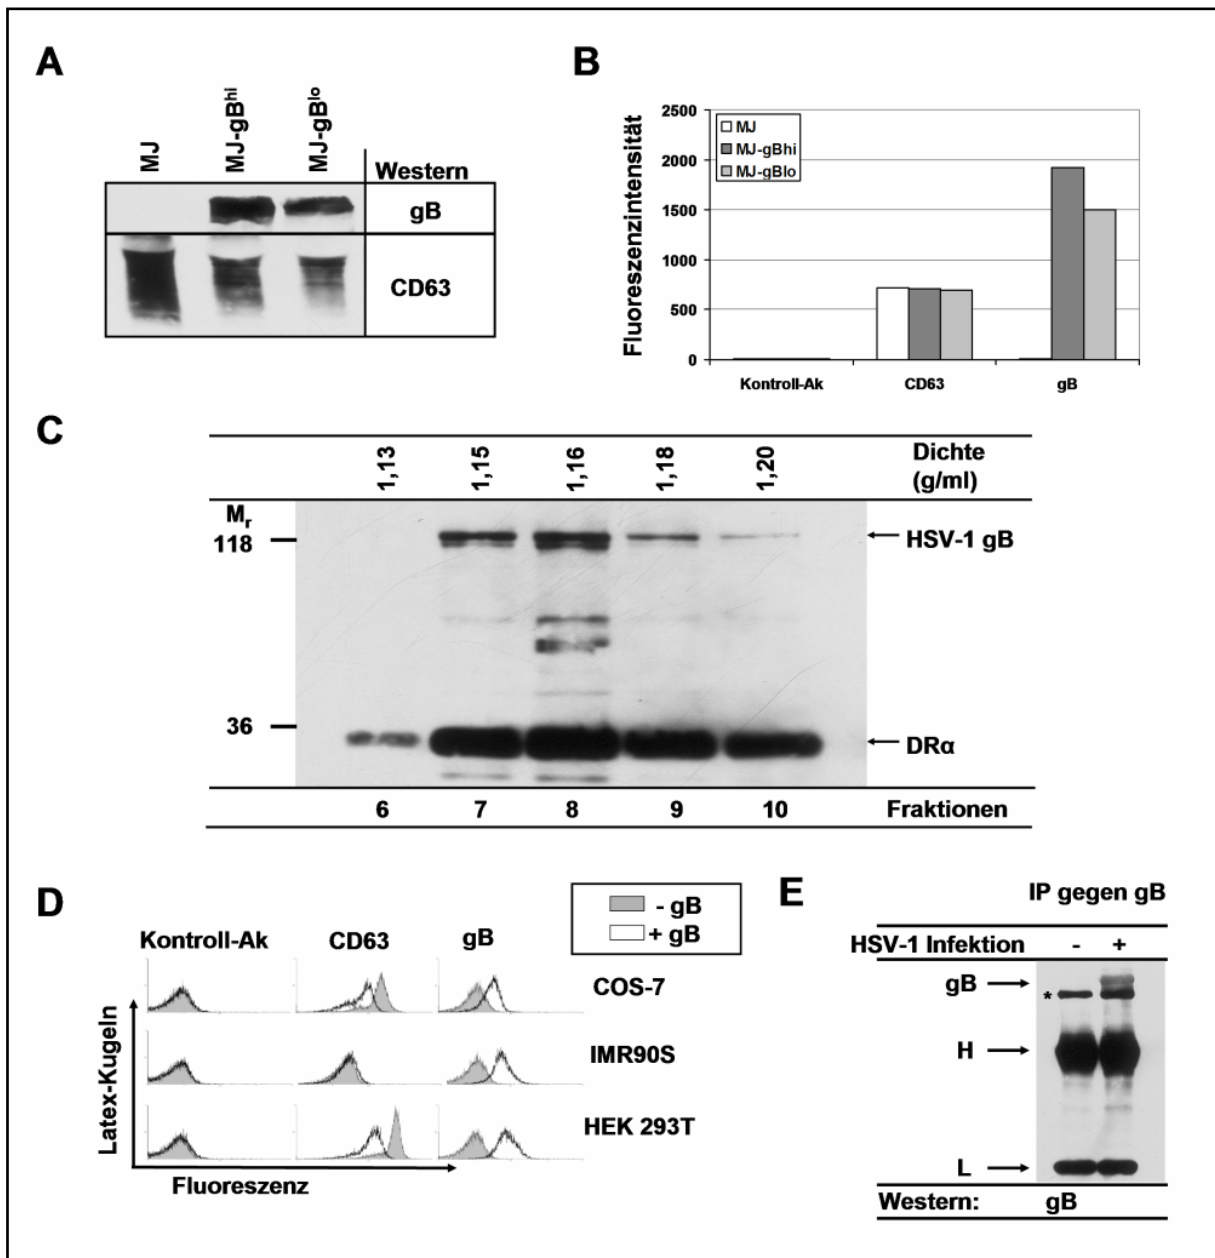 A
MJ
MJ-gBhi
MJ-gBlo
Western
gB
CD63
B
Fluoreszenzintität
2500
2000
1500
1000
500
0
MJ
MJ-gBhi
MJ-gBlo
Kontroll-Ak
CD63
gB
C
1,13
1,15
1,16
1,18
1,20
Dichte
(g/ml)
Mr
118
HSV-1 gB
36
DRα
6
7
8
9
10
Fraktionen
D
- gB
+ gB
Kontroll-Ak
CD63
gB
COS-7
IMR90S
HEK 293T
Latex-Kugeln
Fluoreszenz
E
IP gegen gB
HSV-1 Infektion - +
gB
*
H
L
Western: gB